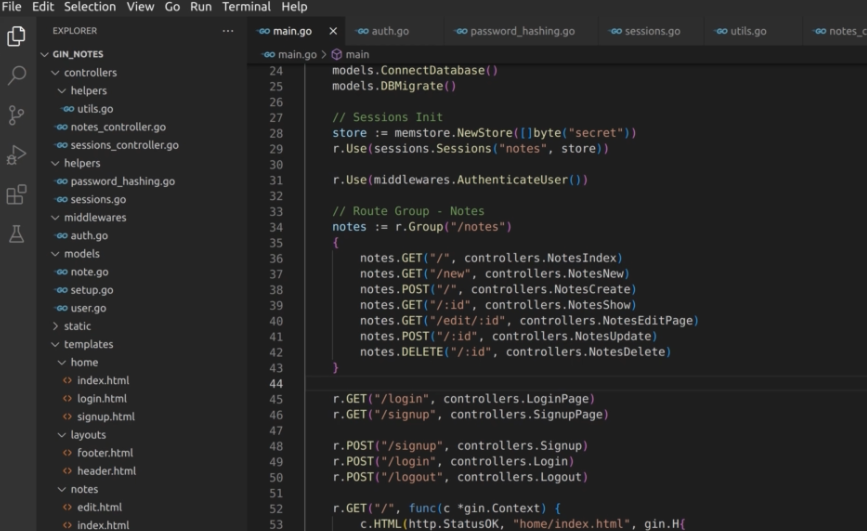 File Edit Selection View Go Run Terminal Help
EXPLORER
GIN_NOTES
controllers
helpers
utils.go
notes_controller.go
sessions_controller.go
helpers
password_hashing.go
sessions.go
middlewares
auth.go
models
note.go
setup.go
user.go
static
templates
home
index.html
login.html
signup.html
layouts
footer.html
header.html
notes
edit.html
index.html
main.go auth.go password_hashing.go sessions.go utils.go notes_c
main.go > main
24 models.ConnectDatabase()
25 models.DBMigrate()
26
27 // Sessions Init
28 store := memstore.NewStore([]byte("secret"))
29 r.Use(sessions.Sessions("notes", store))
30
31 r.Use(middlewares.AuthenticateUser())
32
33 // Route Group - Notes
34 notes := r.Group("/notes")
35 {
36 notes.GET("/", controllers.NotesIndex)
37 notes.GET("/new", controllers.NotesNew)
38 notes.POST("/", controllers.NotesCreate)
39 notes.GET("/:id", controllers.NotesShow)
40 notes.GET("/edit/:id", controllers.NotesEditPage)
41 notes.POST("/:id", controllers.NotesUpdate)
42 notes.DELETE("/:id", controllers.NotesDelete)
43 }
44
45 r.GET("/login", controllers.LoginPage)
46 r.GET("/signup", controllers.SignupPage)
47
48 r.POST("/signup", controllers.Signup)
49 r.POST("/login", controllers.Login)
50 r.POST("/logout", controllers.Logout)
51
52 r.GET("/", func(c *gin.Context) {
53 c.HTML(http.StatusOK, "home/index.html", gin.H{